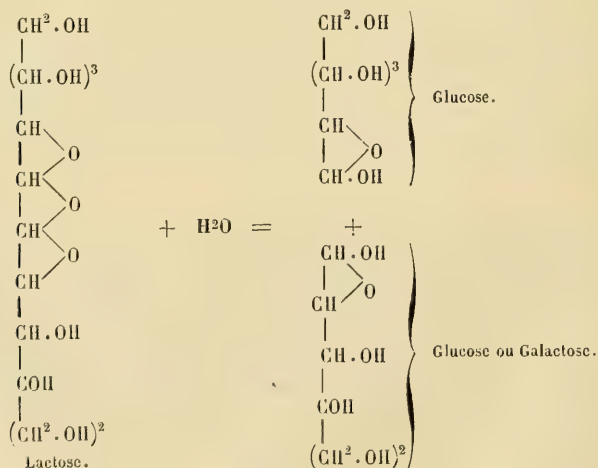 CH².OH
(CH.OH)³
CH
O
CH
O
CH
O
CH
CH.OH
COH
(CH².OH)²
Lactose.
+ H²O =
CH².OH
(CH.OH)³
CH
O
CH.OH
Glucose.
+
CH.OH
O
CH
CH.OH
COH
(CH².OH)²
Glucose ou Galactose.